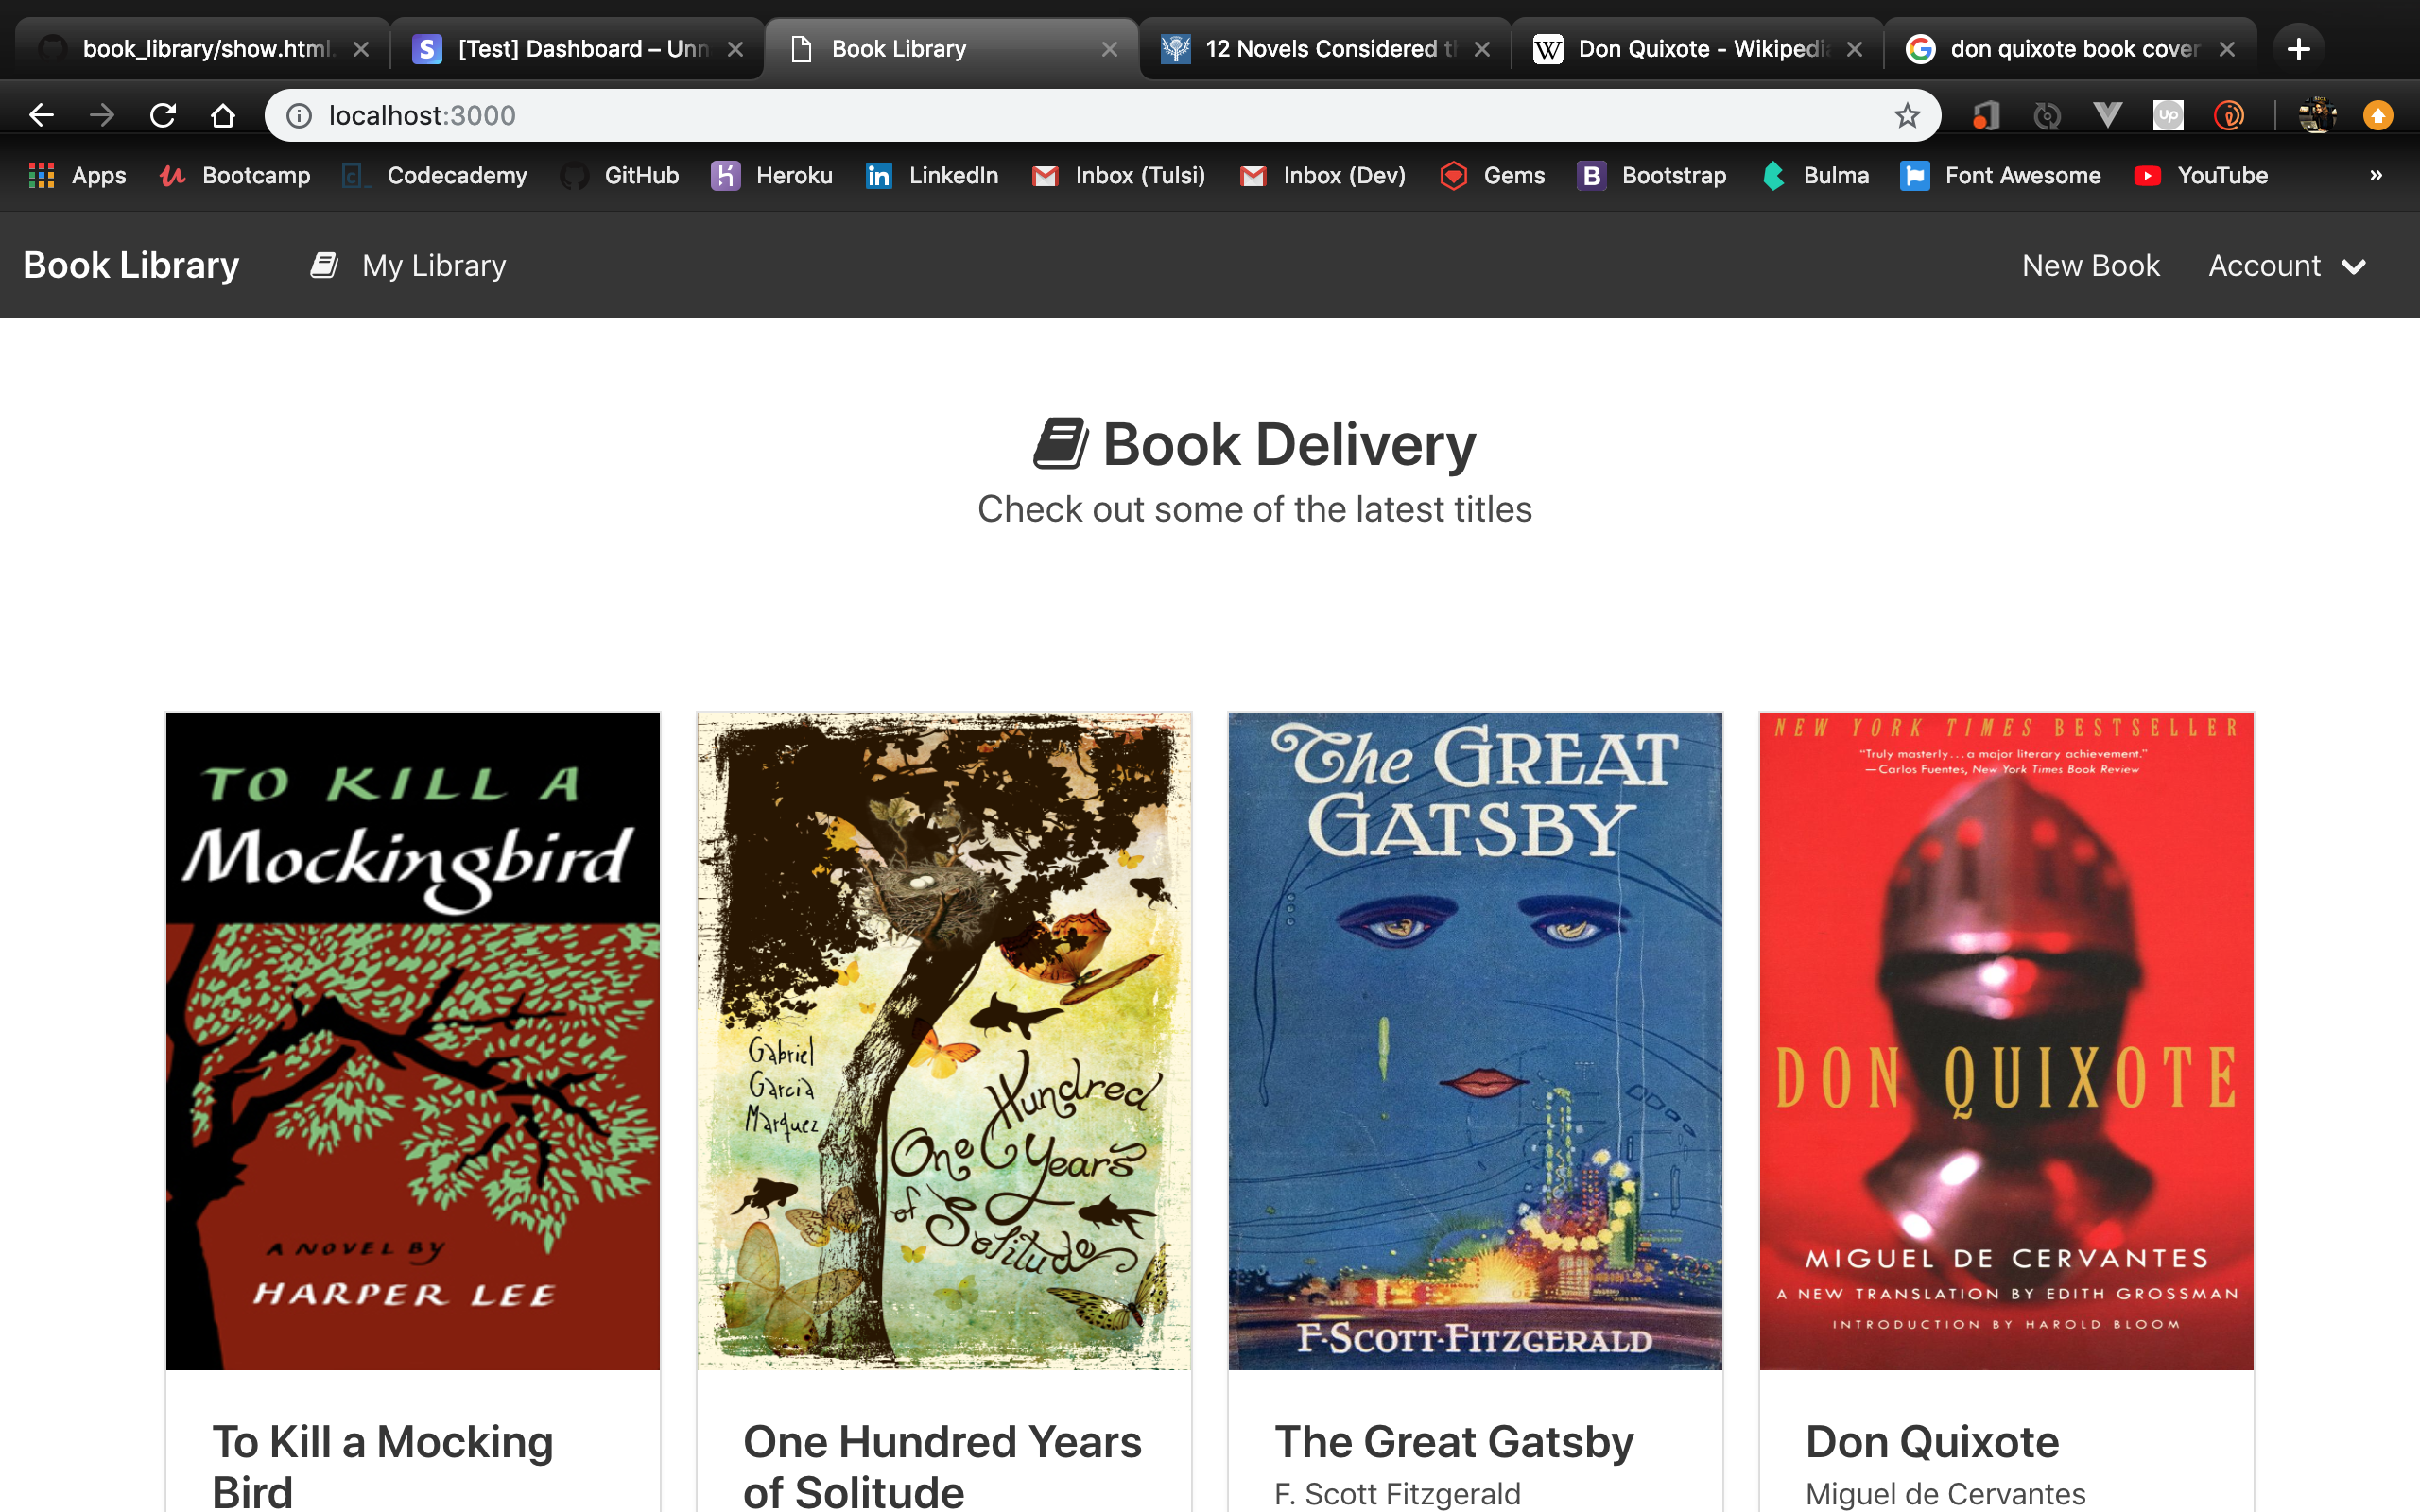 book_library/show.html.
[Test] Dashboard – Unn
Book Library
12 Novels Considered th
Don Quixote - Wikipedia
don quixote book cover
localhost:3000
Apps
Bootcamp
Codecademy
GitHub
Heroku
LinkedIn
Inbox (Tulsi)
Inbox (Dev)
Gems
Bootstrap
Bulma
Font Awesome
YouTube
»
Book Library
My Library
New Book
Account
Book Delivery
Check out some of the latest titles
TO KILL A
Mockingbird
A NOVEL BY
HARPER LEE
Gabriel
Garcia
Marquez
One Hundred
Years
of Solitude
The GREAT
GATSBY
F·SCOTT·FITZGERALD
NEW YORK TIMES BESTSELLER
"Truly masterly...a major literary achievement."
—Carlos Fuentes, New York Times Book Review
DON QUIXOTE
MIGUEL DE CERVANTES
A NEW TRANSLATION BY EDITH GROSSMAN
INTRODUCTION BY HAROLD BLOOM
To Kill a Mocking
Bird
One Hundred Years
of Solitude
The Great Gatsby
F. Scott Fitzgerald
Don Quixote
Miguel de Cervantes